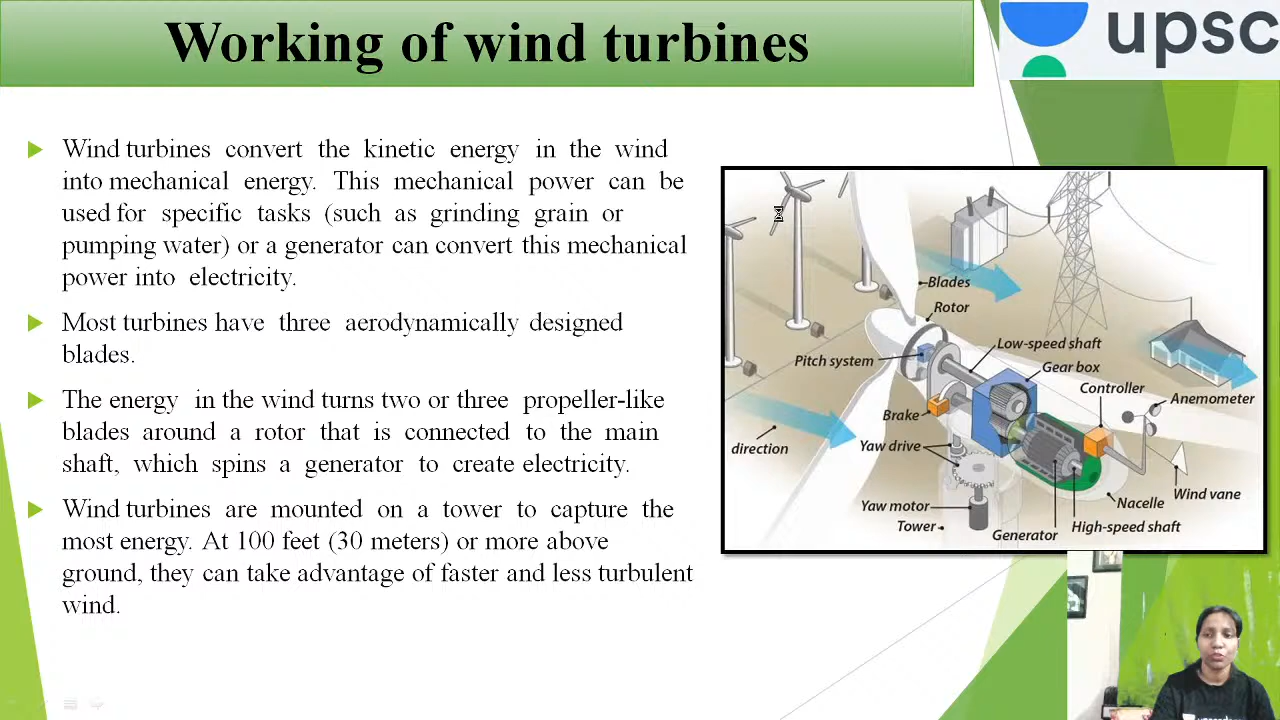 Working of wind turbines
upsc
Wind turbines convert the kinetic energy in the wind
into mechanical energy. This mechanical power can be
used for specific tasks (such as grinding grain or
pumping water) or a generator can convert this mechanical
power into electricity.
Most turbines have three aerodynamically designed
blades.
The energy in the wind turns two or three propeller-like
blades around a rotor that is connected to the main
shaft, which spins a generator to create electricity.
Wind turbines are mounted on a tower to capture the
most energy. At 100 feet (30 meters) or more above
ground, they can take advantage of faster and less turbulent
wind.
Blades
Rotor
Low-speed shaft
Pitch system
Gear box
Controller
Anemometer
Brake
direction
Yaw drive
Wind vane
Nacelle
Yaw motor
Tower
High-speed shaft
Generator